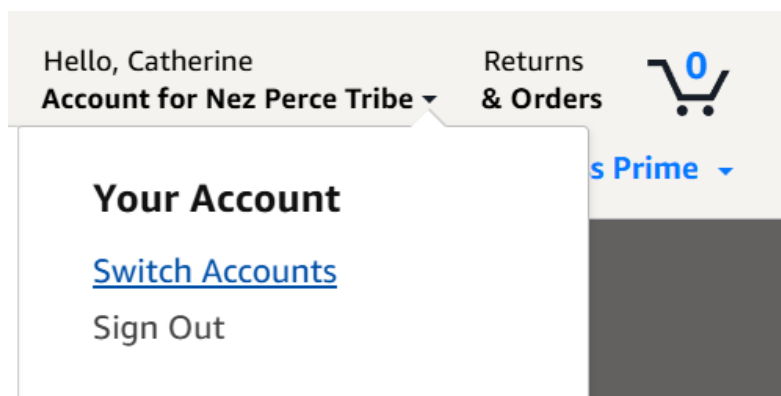 Hello, Catherine
Account for Nez Perce Tribe
Returns
& Orders
0
s Prime
Your Account
Switch Accounts
Sign Out